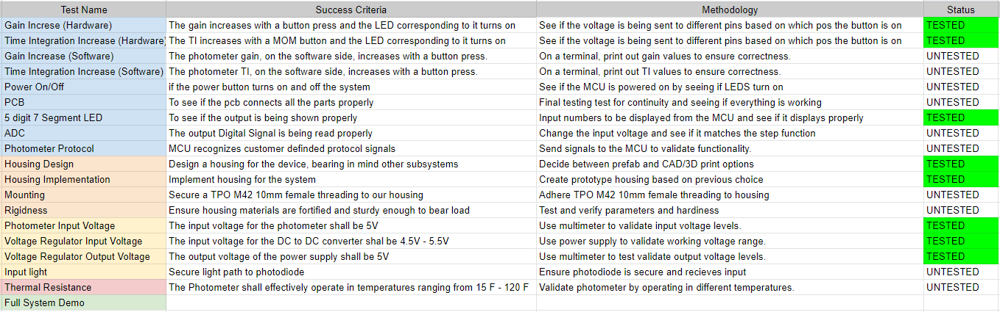 Test Name Success Criteria Methodology Status
Gain Increse (Hardware) The gain increases with a button press and the LED corresponding to it turns on See if the voltage is being sent to different pins based on which pos the button is on TESTED
Time Integration Increase (Hardware) The TI increases with a MOM button and the LED corresponding to it turns on See if the voltage is being sent to different pins based on which pos the button is on TESTED
Gain Increase (Software) The photometer gain, on the software side, increases with a button press. On a terminal, print out gain values to ensure correctness. UNTESTED
Time Integration Increase (Software) The photometer TI, on the software side, increases with a button press. On a terminal, print out TI values to ensure correctness. UNTESTED
Power On/Off if the power button turns on and off the system See if the MCU is powered on by seeing if LEDS turn on UNTESTED
PCB To see if the pcb connects all the parts properly Final testing test for continuity and seeing if everything is working UNTESTED
5 digit 7 Segment LED To see if the output is being shown properly Input numbers to be displayed from the MCU and see if it displays properly TESTED
ADC The output Digital Signal is being read properly Change the input voltage and see if it matches the step function UNTESTED
Photometer Protocol MCU recognizes customer definded protocol signals Send signals to the MCU to validate functionality. UNTESTED
Housing Design Design a housing for the device, bearing in mind other subsystems Decide between prefab and CAD/3D print options TESTED
Housing Implementation Implement housing for the system Create prototype housing based on previous choice TESTED
Mounting Secure a TPO M42 10mm female threading to our housing Adhere TPO M42 10mm female threading to housing UNTESTED
Rigidness Ensure housing materials are fortified and sturdy enough to bear load Test and verify parameters and hardiness UNTESTED
Photometer Input Voltage The input voltage for the photometer shall be 5V Use multimeter to validate input voltage levels. TESTED
Voltage Regulator Input Voltage The input voltage for the DC to DC converter shal be 4.5V - 5.5V Use power supply to validate working voltage range. TESTED
Voltage Regulator Output Voltage The output voltage of the power supply shall be 5V Use multimeter to test validate output voltage levels. TESTED
Input light Secure light path to photodiode Ensure photodiode is secure and recieves input UNTESTED
Thermal Resistance The Photometer shall effectively operate in temperatures ranging from 15 F - 120 F Validate photometer by operating in different temperatures. UNTESTED
Full System Demo